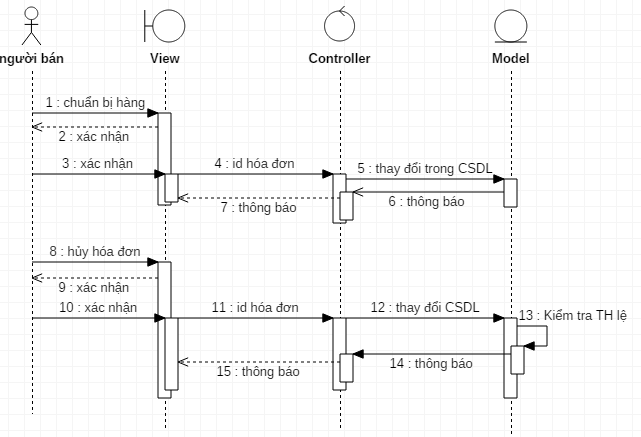 người bán
View
Controller
Model
1 : chuẩn bị hàng
2 : xác nhận
3 : xác nhận
4 : id hóa đơn
5 : thay đổi trong CSDL
6 : thông báo
7 : thông báo
8 : hủy hóa đơn
9 : xác nhận
10 : xác nhận
11 : id hóa đơn
12 : thay đổi CSDL
13 : Kiểm tra TH lệ
14 : thông báo
15 : thông báo